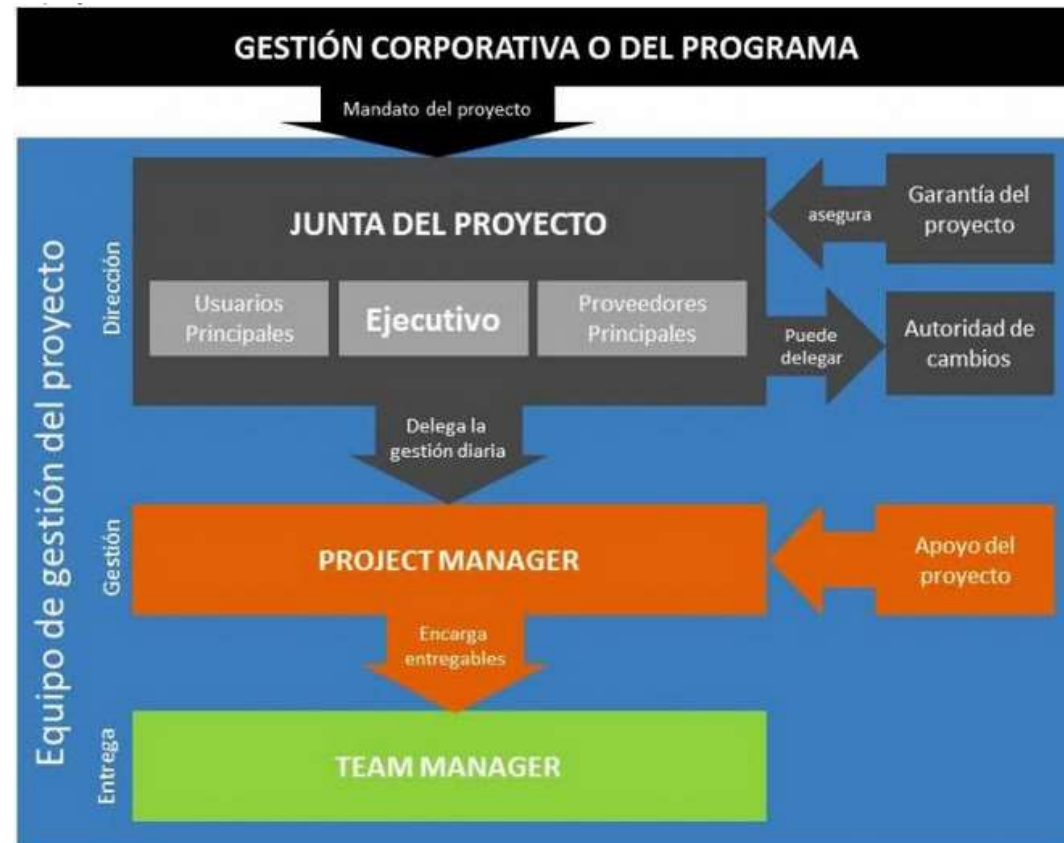 GESTIÓN CORPORATIVA O DEL PROGRAMA
Mandato del proyecto
Equipo de gestión del proyecto
Dirección
JUNTA DEL PROYECTO
Usuarios
Principales
Ejecutivo
Proveedores
Principales
asegura
Garantía del
proyecto
Puede
delegar
Autoridad de
cambios
Delega la
gestión diaria
Gestión
PROJECT MANAGER
Apoyo del
proyecto
Encarga
entregables
Entrega
TEAM MANAGER